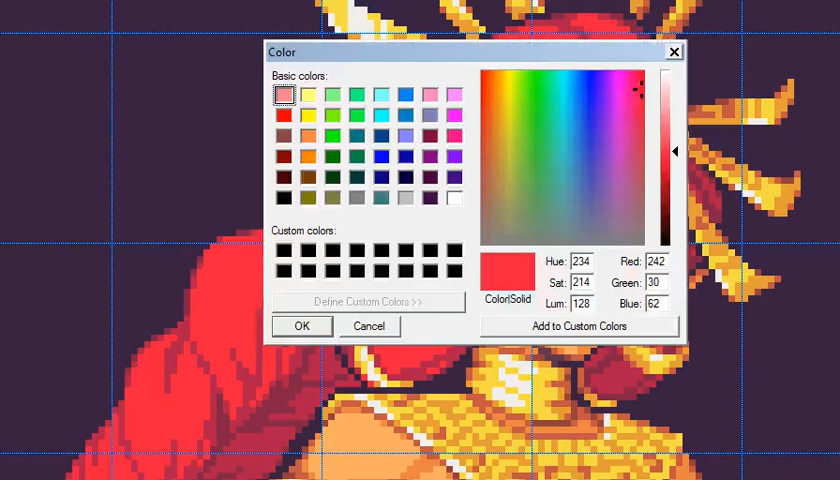 Color
Basic colors:
Custom colors:
Define Custom Colors >>
OK Cancel
Color|Solid
Hue: 234
Sat: 214
Lum: 128
Red: 242
Green: 30
Blue: 62
Add to Custom Colors